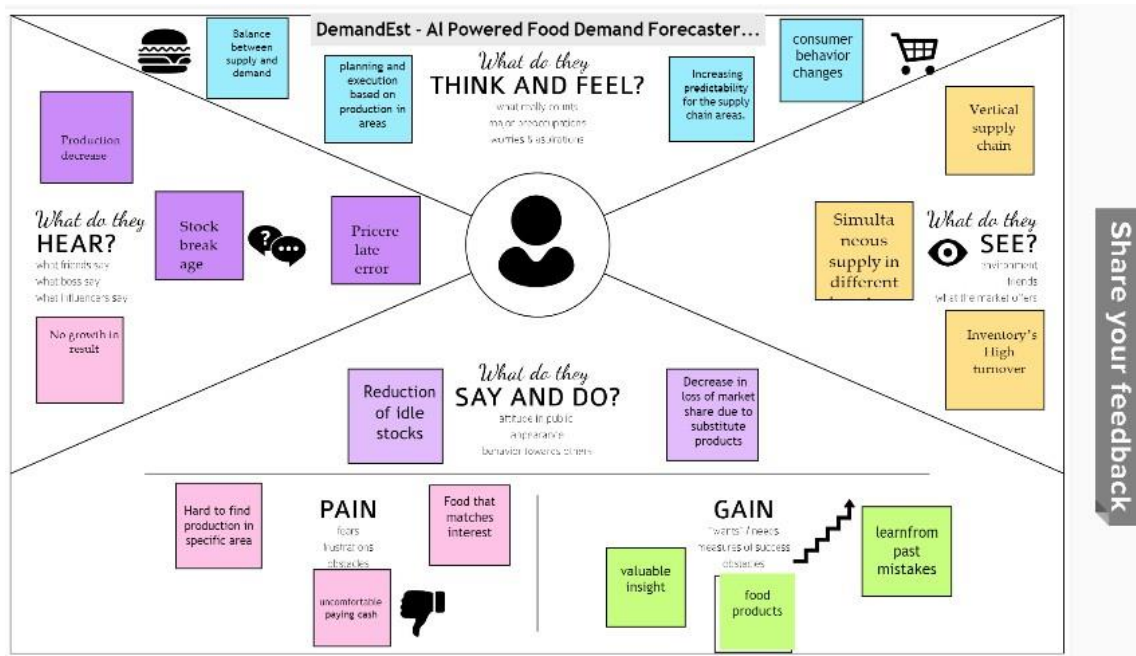 DemandEst - AI Powered Food Demand Forecaster...
Balance
between
supply and
demand
planning and
execution
based on
production in
areas
What do they
THINK AND FEEL?
what really counts
major preoccupations
worries & aspirations
Increasing
predictability
for the supply
chain areas.
consumer
behavior
changes
Production
decrease
What do they
HEAR?
what friends say
what boss say
what influencers say
Stock
break
age
?
Pricere
late
error
No growth in
result
Vertical
supply
chain
Simulta
neous
supply in
different
What do they
SEE?
environment
friends
what the market offers
Inventory's
High
turnover
What do they
SAY AND DO?
attitude in public
appearance
behavior towards others
Reduction
of idle
stocks
Decrease in
loss of market
share due to
substitute
products
PAIN
fears
frustrations
obstacles
Hard to find
production in
specific area
Food that
matches
interest
uncomfortable
paying cash
GAIN
"wants" / needs
measures of success
obstacles
valuable
insight
food
products
learnfrom
past
mistakes
Share your feedback